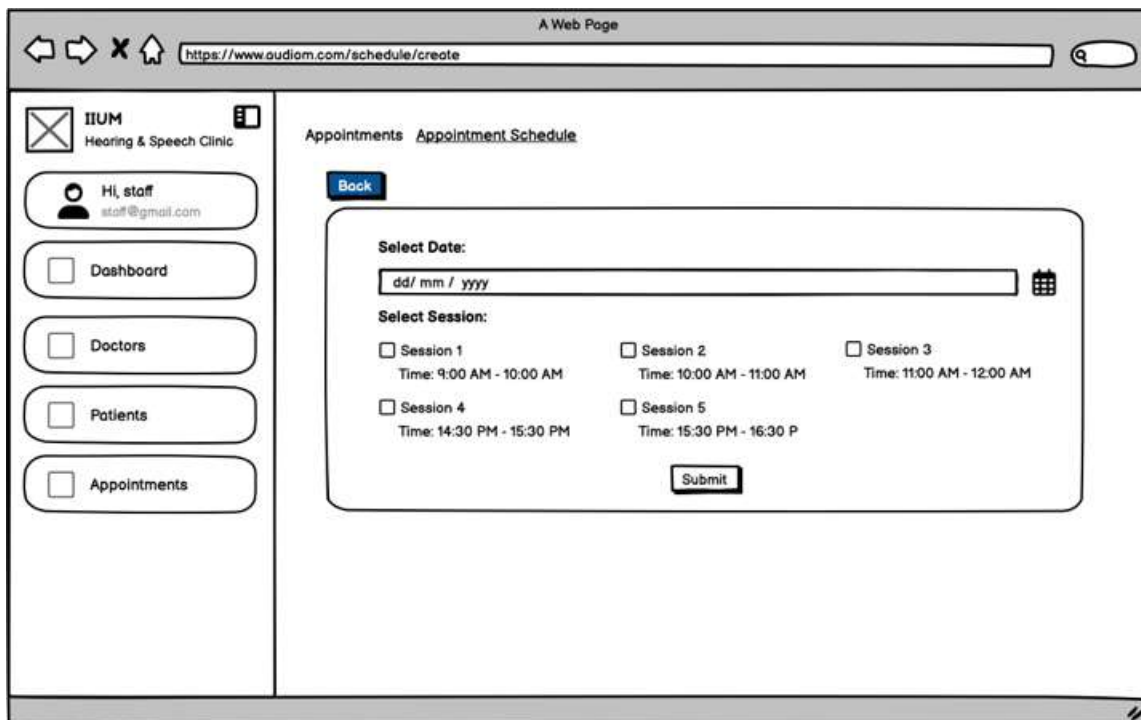 A Web Page
https://www.audiom.com/schedule/create
IIUM
Hearing & Speech Clinic
Hi, staff
staff@gmail.com
Dashboard
Doctors
Patients
Appointments
Appointments Appointment Schedule
Back
Select Date:
dd/ mm / yyyy
Select Session:
Session 1 Session 2 Session 3
Time: 9:00 AM - 10:00 AM Time: 10:00 AM - 11:00 AM Time: 11:00 AM - 12:00 AM
Session 4 Session 5
Time: 14:30 PM - 15:30 PM Time: 15:30 PM - 16:30 P
Submit